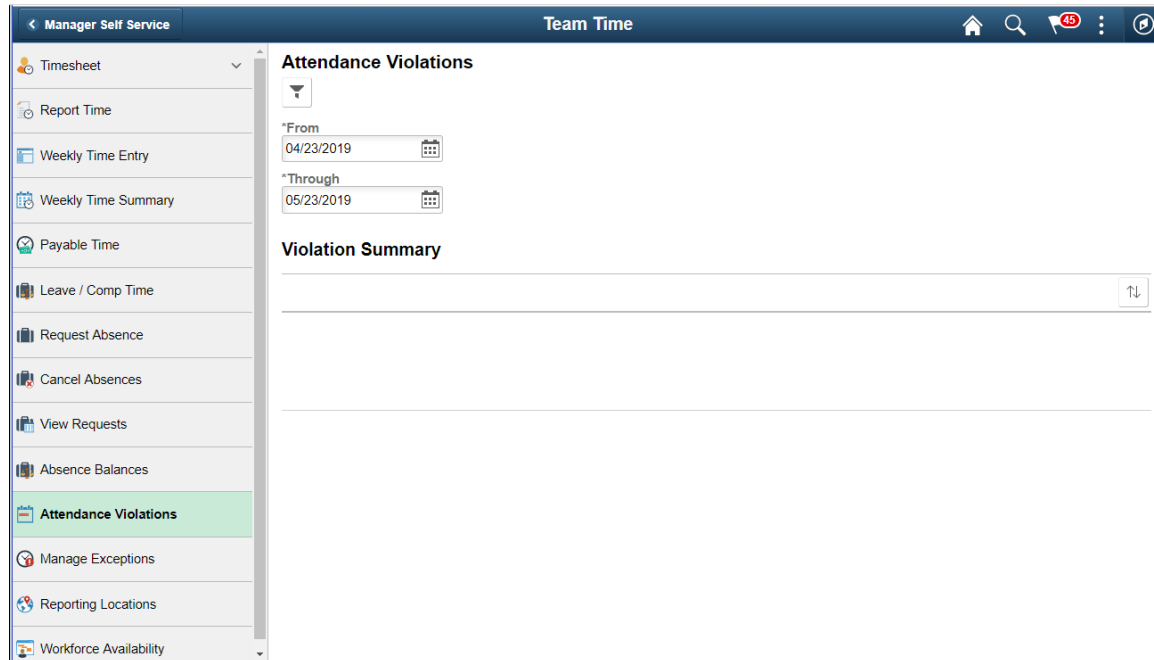 Manager Self Service
Team Time
45
Timesheet
Report Time
Weekly Time Entry
Weekly Time Summary
Payable Time
Leave / Comp Time
Request Absence
Cancel Absences
View Requests
Absence Balances
Attendance Violations
Manage Exceptions
Reporting Locations
Workforce Availability
Attendance Violations
*From
04/23/2019
*Through
05/23/2019
Violation Summary